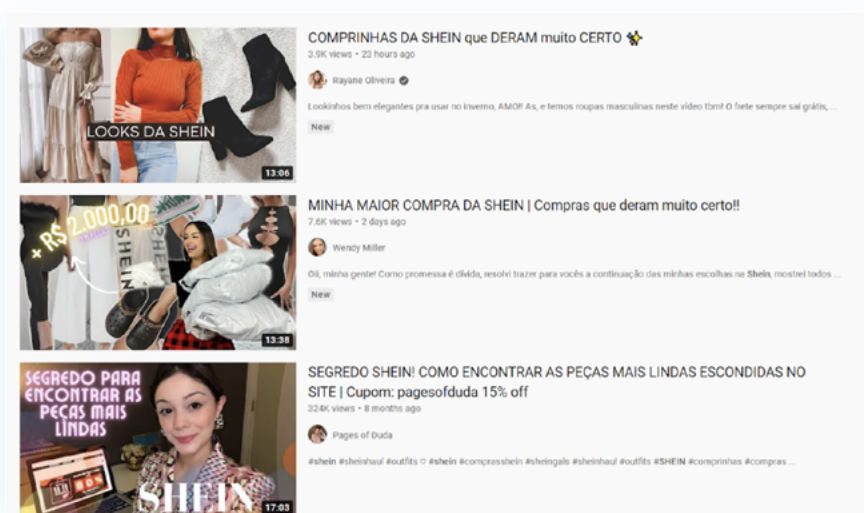 COMPRINHAS DA SHEIN que DERAM muito CERTO
3.9K views • 23 hours ago
Rayane Oliveira
Lookinhos bem elegantes pra usar no inverno, AMO!! As, e temos roupas masculinas neste vídeo tbm! O frete sempre sai grátis, ...
New
LOOKS DA SHEIN
13:06
MINHA MAIOR COMPRA DA SHEIN | Compras que deram muito certo!!
7.6K views • 2 days ago
Wendy Miller
Oii, minha gente! Como promessa é dívida, resolvi trazer para vocês a continuação das minhas escolhas na Shein, mostrei todos ...
New
+ R$ 2.000,00
SHEIN
SHEIN
13:38
SEGREDO SHEIN! COMO ENCONTRAR AS PEÇAS MAIS LINDAS ESCONDIDAS NO
SITE | Cupom: pagesofduda 15% off
324K views • 8 months ago
Pages of Duda
#shein #sheinhaul #outfits ♡ #shein #comprasshein #sheingals #sheinhaul #outfits #SHEIN #comprinhas #compras ...
SEGREDO PARA
ENCONTRAR AS
PEÇAS MAIS
LINDAS
SHEIN
17:03